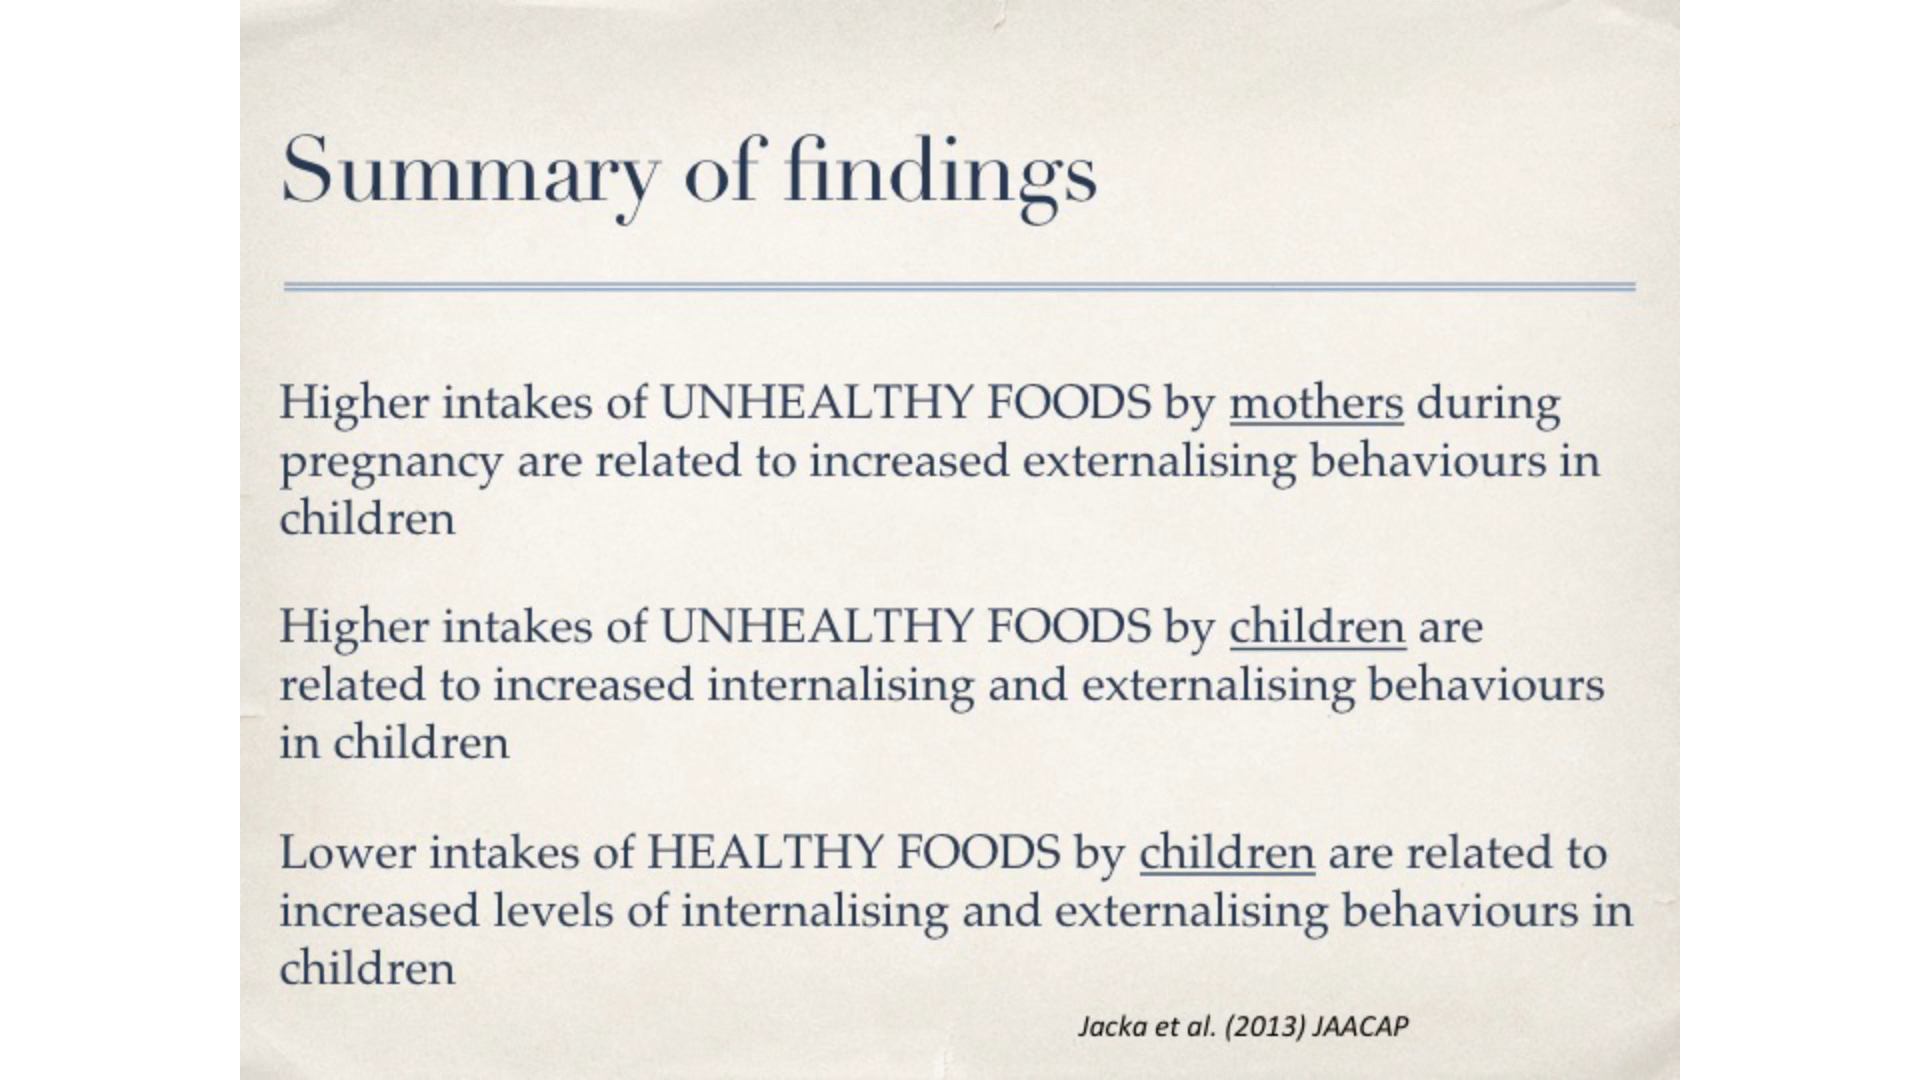 Summary of findings
Higher intakes of UNHEALTHY FOODS by mothers during
pregnancy are related to increased externalising behaviours in
children
Higher intakes of UNHEALTHY FOODS by children are
related to increased internalising and externalising behaviours
in children
Lower intakes of HEALTHY FOODS by children are related to
increased levels of internalising and externalising behaviours in
children
Jacka et al. (2013) JAACAP